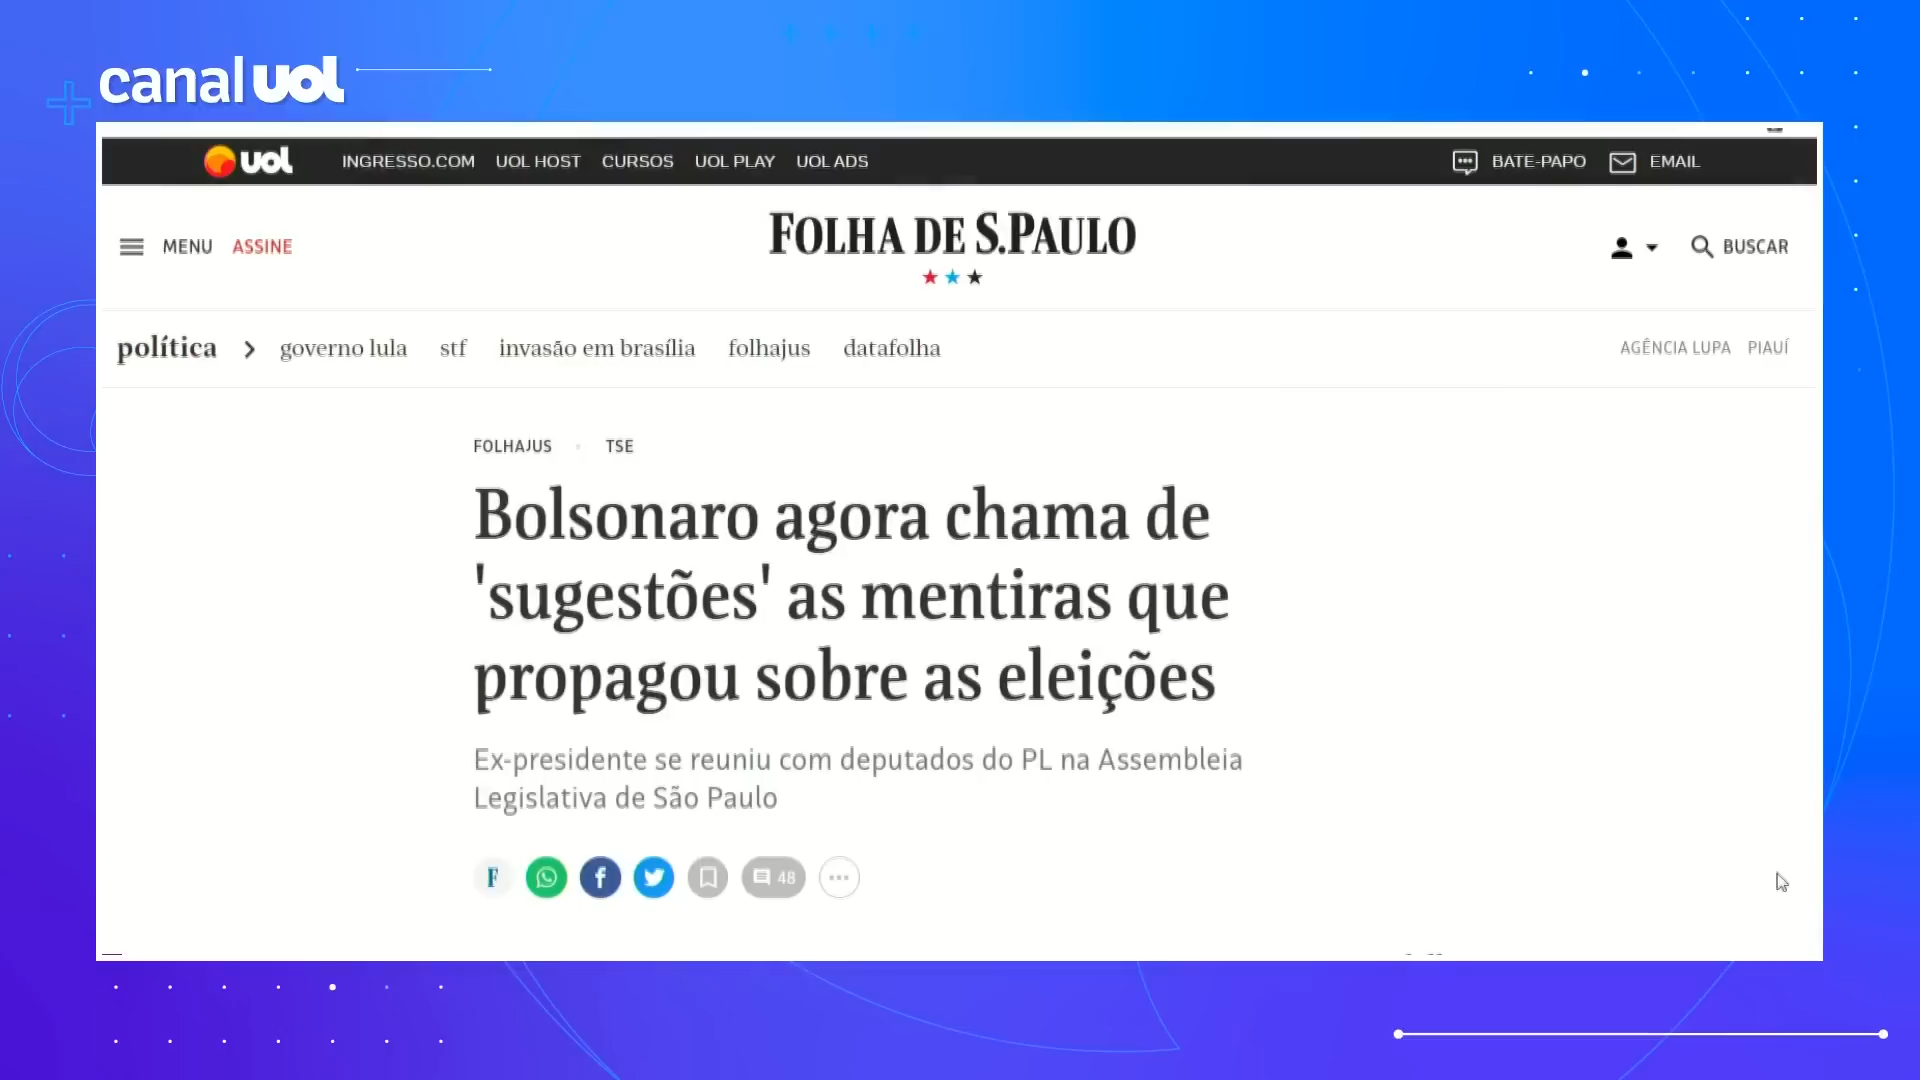 canal uol
uol INGRESSO.COM UOL HOST CURSOS UOL PLAY UOL ADS BATE-PAPO EMAIL
MENU ASSINE FOLHA DE S.PAULO BUSCAR
política governo lula stf invasão em brasília folhajus datafolha AGÊNCIA LUPA PIAUÍ
FOLHAJUS TSE
Bolsonaro agora chama de
'sugestões' as mentiras que
propagou sobre as eleições
Ex-presidente se reuniu com deputados do PL na Assembleia
Legislativa de São Paulo
F f 48